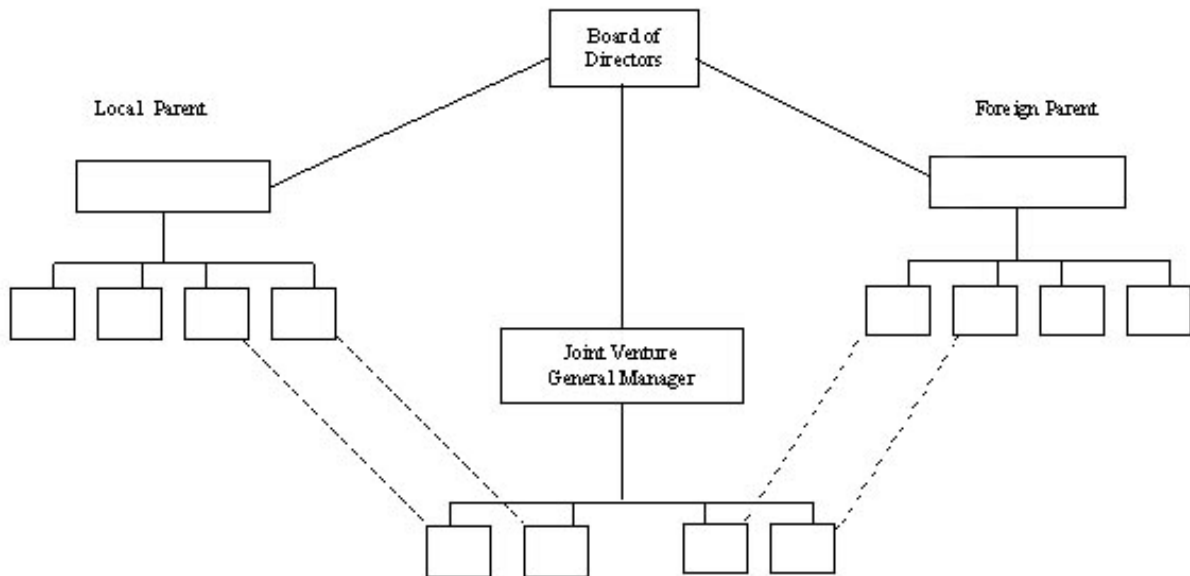 Board of
Directors
Local Parent
Foreign Parent
Joint Venture
General Manager